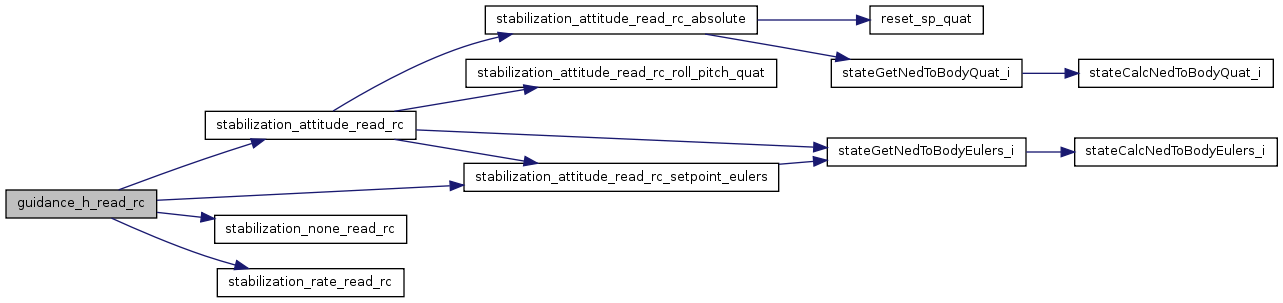 stabilization_attitude_read_rc_absolute
reset_sp_quat
stabilization_attitude_read_rc_roll_pitch_quat
stateGetNedToBodyQuat_i
stateCalcNedToBodyQuat_i
stabilization_attitude_read_rc
stateGetNedToBodyEulers_i
stateCalcNedToBodyEulers_i
stabilization_attitude_read_rc_setpoint_eulers
guidance_h_read_rc
stabilization_none_read_rc
stabilization_rate_read_rc